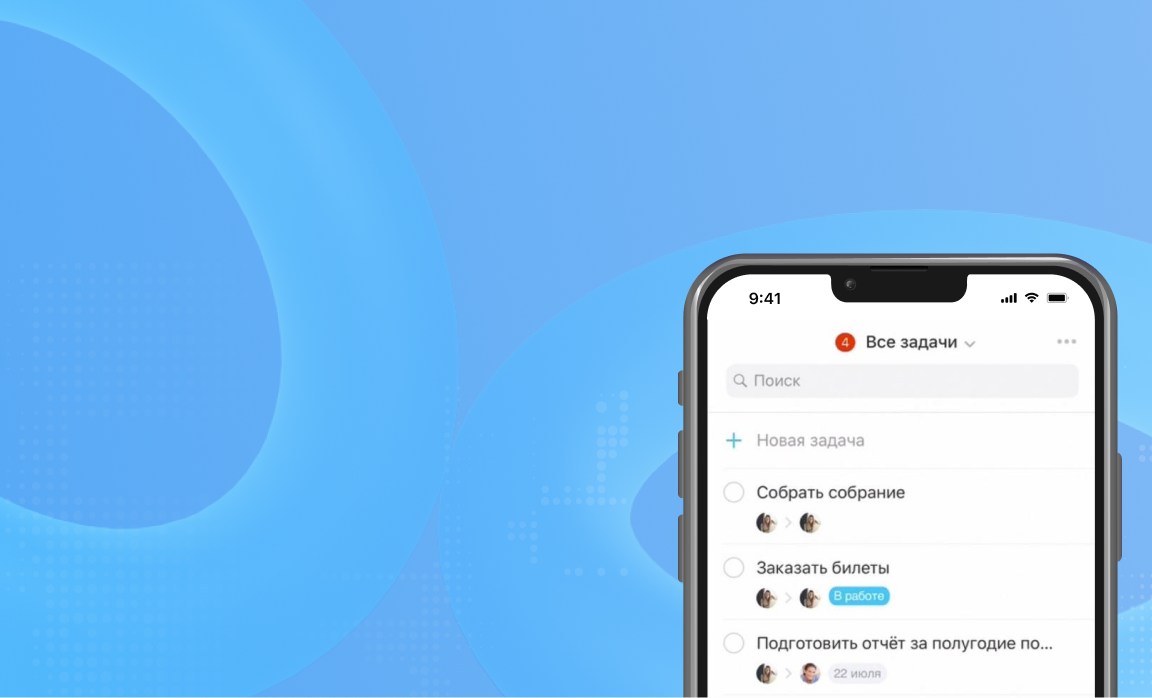 9:41
4 Все задачи
Поиск
Новая задача
Собрать собрание
Заказать билеты
В работе
Подготовить отчёт за полугодие по...
22 июля